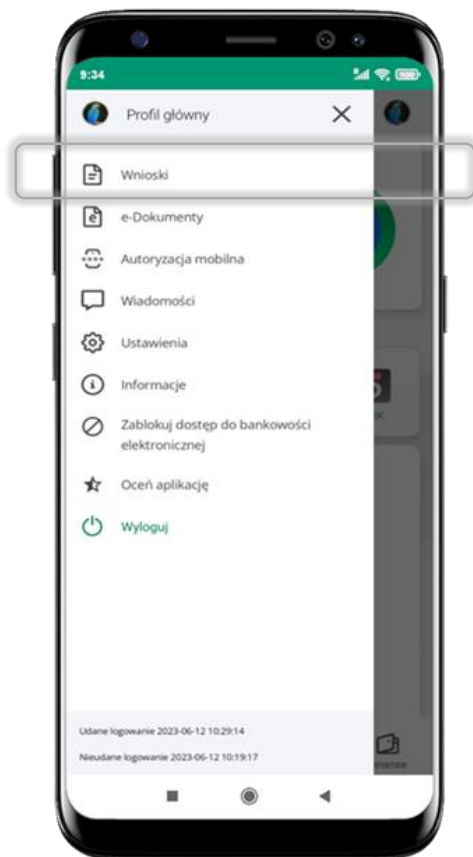 9:34
Profil główny
Wnioski
e-Dokumenty
Autoryzacja mobilna
Wiadomości
Ustawienia
Informacje
Zablokuj dostęp do bankowości
elektronicznej
Oceń aplikację
Wyloguj
Udane logowanie 2023-06-12 10:29:14
Nieudane logowanie 2023-06-12 10:19:17